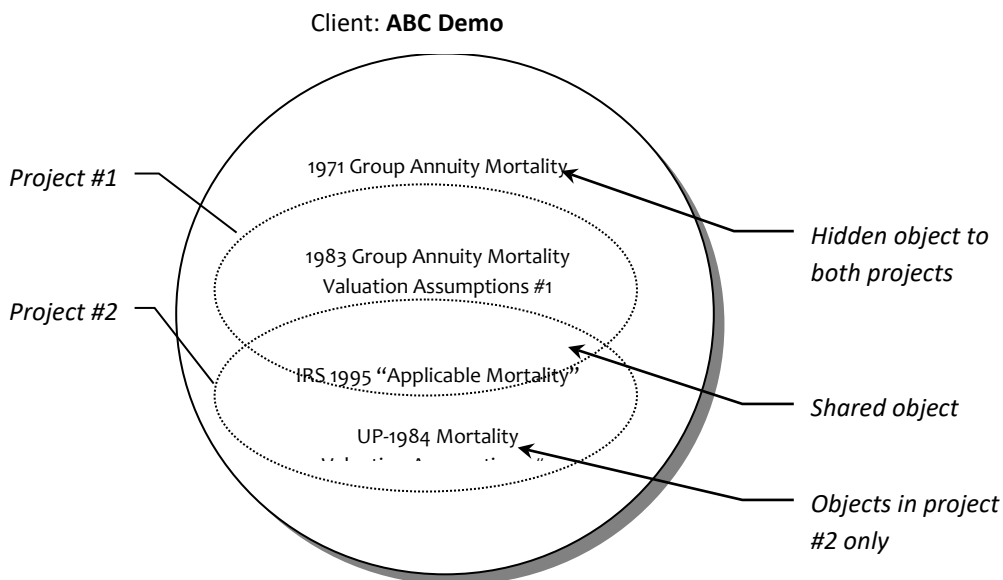 Client: ABC Demo
1971 Group Annuity Mortality
Project #1
Hidden object to
both projects
1983 Group Annuity Mortality
Valuation Assumptions #1
Project #2
IRS 1995 “Applicable Mortality”
Shared object
UP-1984 Mortality
Objects in project
#2 only